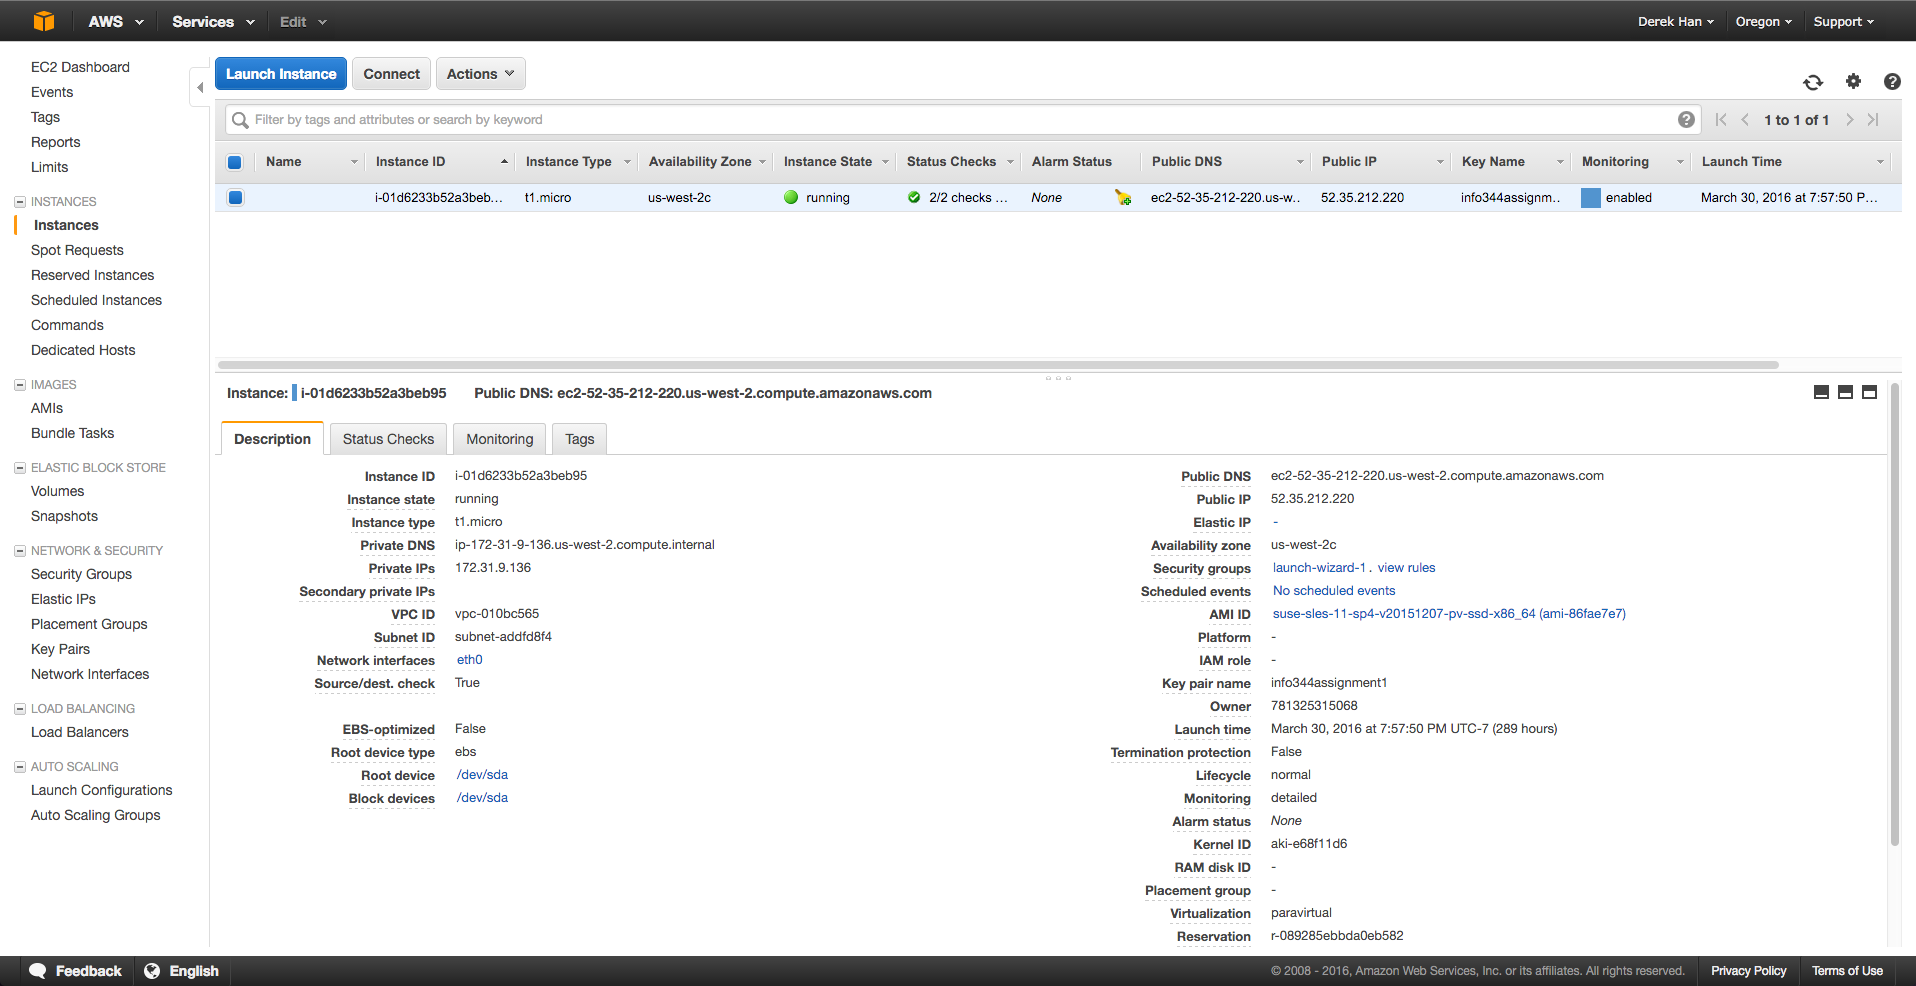 AWS Services Edit Derek Han Oregon Support
EC2 Dashboard
Events
Tags
Reports
Limits
INSTANCES
Instances
Spot Requests
Reserved Instances
Scheduled Instances
Commands
Dedicated Hosts
IMAGES
AMIs
Bundle Tasks
ELASTIC BLOCK STORE
Volumes
Snapshots
NETWORK & SECURITY
Security Groups
Elastic IPs
Placement Groups
Key Pairs
Network Interfaces
LOAD BALANCING
Load Balancers
AUTO SCALING
Launch Configurations
Auto Scaling Groups
Launch Instance Connect Actions
Filter by tags and attributes or search by keyword 1 to 1 of 1
Name Instance ID Instance Type Availability Zone Instance State Status Checks Alarm Status Public DNS Public IP Key Name Monitoring Launch Time
i-01d6233b52a3beb... t1.micro us-west-2c running 2/2 checks ... None ec2-52-35-212-220.us-w.. 52.35.212.220 info344assignm.. enabled March 30, 2016 at 7:57:50 P...
Instance: i-01d6233b52a3beb95 Public DNS: ec2-52-35-212-220.us-west-2.compute.amazonaws.com
Description Status Checks Monitoring Tags
Instance ID i-01d6233b52a3beb95
Instance state running
Instance type t1.micro
Private DNS ip-172-31-9-136.us-west-2.compute.internal
Private IPs 172.31.9.136
Secondary private IPs
VPC ID vpc-010bc565
Subnet ID subnet-addfd8f4
Network interfaces eth0
Source/dest. check True
EBS-optimized False
Root device type ebs
Root device /dev/sda
Block devices /dev/sda
Public DNS ec2-52-35-212-220.us-west-2.compute.amazonaws.com
Public IP 52.35.212.220
Elastic IP -
Availability zone us-west-2c
Security groups launch-wizard-1. view rules
Scheduled events No scheduled events
AMI ID suse-sles-11-sp4-v20151207-pv-ssd-x86_64 (ami-86fae7e7)
Platform -
IAM role -
Key pair name info344assignment1
Owner 781325315068
Launch time March 30, 2016 at 7:57:50 PM UTC-7 (289 hours)
Termination protection False
Lifecycle normal
Monitoring detailed
Alarm status None
Kernel ID aki-e68f11d6
RAM disk ID -
Placement group -
Virtualization paravirtual
Reservation r-089285ebbda0eb582
Feedback English © 2008 - 2016, Amazon Web Services, Inc. or its affiliates. All rights reserved. Privacy Policy Terms of Use